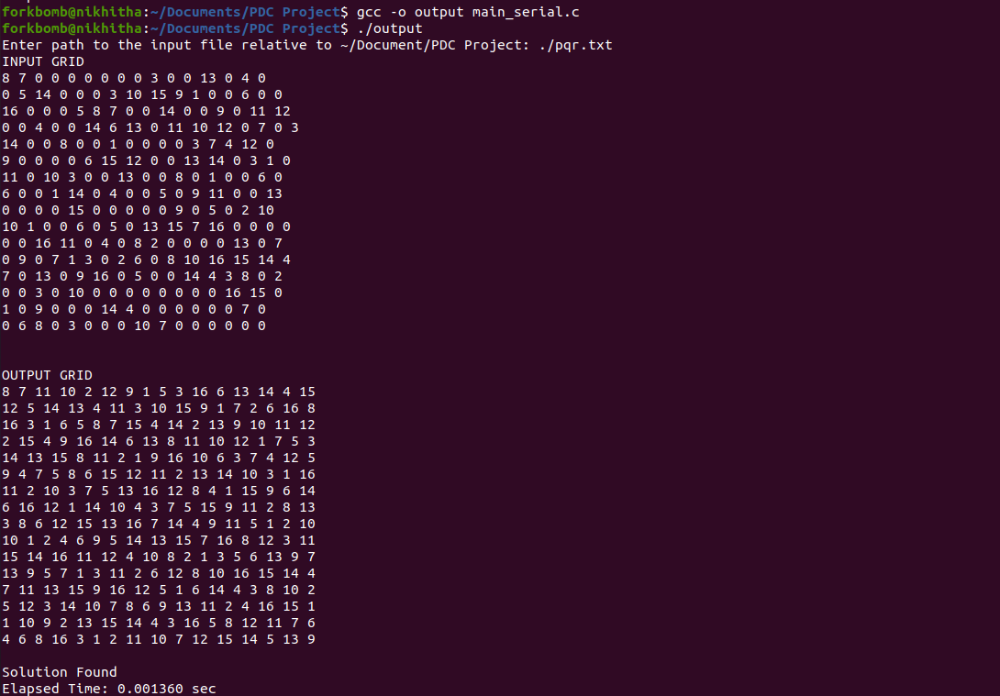 forkbomb@nikhitha:~/Documents/PDC Project$ gcc -o output main_serial.c
forkbomb@nikhitha:~/Documents/PDC Project$ ./output
Enter path to the input file relative to ~/Document/PDC Project: ./pqr.txt
INPUT GRID
8 7 0 0 0 0 0 0 0 3 0 0 13 0 4 0
0 5 14 0 0 0 3 10 15 9 1 0 0 6 0 0
16 0 0 0 5 8 7 0 0 14 0 0 9 0 11 12
0 0 4 0 0 14 6 13 0 11 10 12 0 7 0 3
14 0 0 8 0 0 1 0 0 0 0 3 7 4 12 0
9 0 0 0 0 6 15 12 0 0 13 14 0 3 1 0
11 0 10 3 0 0 13 0 0 8 0 1 0 0 6 0
6 0 0 1 14 0 4 0 0 5 0 9 11 0 0 13
0 0 0 0 15 0 0 0 0 0 9 0 5 0 2 10
10 1 0 0 6 0 5 0 13 15 7 16 0 0 0 0
0 0 16 11 0 4 0 8 2 0 0 0 0 13 0 7
0 9 0 7 1 3 0 2 6 0 8 10 16 15 14 4
7 0 13 0 9 16 0 5 0 0 14 4 3 8 0 2
0 0 3 0 10 0 0 0 0 0 0 0 0 16 15 0
1 0 9 0 0 0 14 4 0 0 0 0 0 0 7 0
0 6 8 0 3 0 0 0 10 7 0 0 0 0 0 0
OUTPUT GRID
8 7 11 10 2 12 9 1 5 3 16 6 13 14 4 15
12 5 14 13 4 11 3 10 15 9 1 7 2 6 16 8
16 3 1 6 5 8 7 15 4 14 2 13 9 10 11 12
2 15 4 9 16 14 6 13 8 11 10 12 1 7 5 3
14 13 15 8 11 2 1 9 16 10 6 3 7 4 12 5
9 4 7 5 8 6 15 12 11 2 13 14 10 3 1 16
11 2 10 3 7 5 13 16 12 8 4 1 15 9 6 14
6 16 12 1 14 10 4 3 7 5 15 9 11 2 8 13
3 8 6 12 15 13 16 7 14 4 9 11 5 1 2 10
10 1 2 4 6 9 5 14 13 15 7 16 8 12 3 11
15 14 16 11 12 4 10 8 2 1 3 5 6 13 9 7
13 9 5 7 1 3 11 2 6 12 8 10 16 15 14 4
7 11 13 15 9 16 12 5 1 6 14 4 3 8 10 2
5 12 3 14 10 7 8 6 9 13 11 2 4 16 15 1
1 10 9 2 13 15 14 4 3 16 5 8 12 11 7 6
4 6 8 16 3 1 2 11 10 7 12 15 14 5 13 9
Solution Found
Elapsed Time: 0.001360 sec